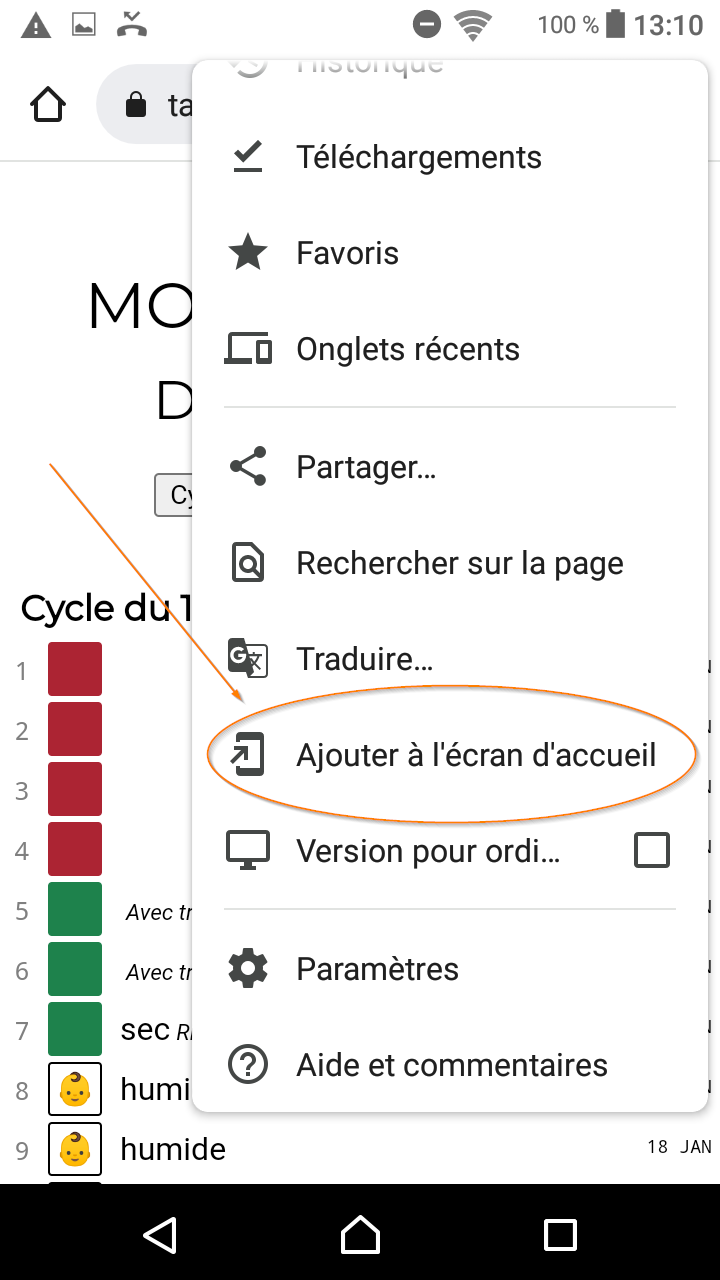 100 % 13:10
Historique
ta
Téléchargements
Favoris
MO
Onglets récents
D
Partager...
Cy
Rechercher sur la page
Cycle du 1
Traduire...
1
2
Ajouter à l'écran d'accueil
3
4
Version pour ordi...
5 Avec tr
6 Avec tr
Paramètres
7 sec
8 humi
Aide et commentaires
9 humide 18 JAN